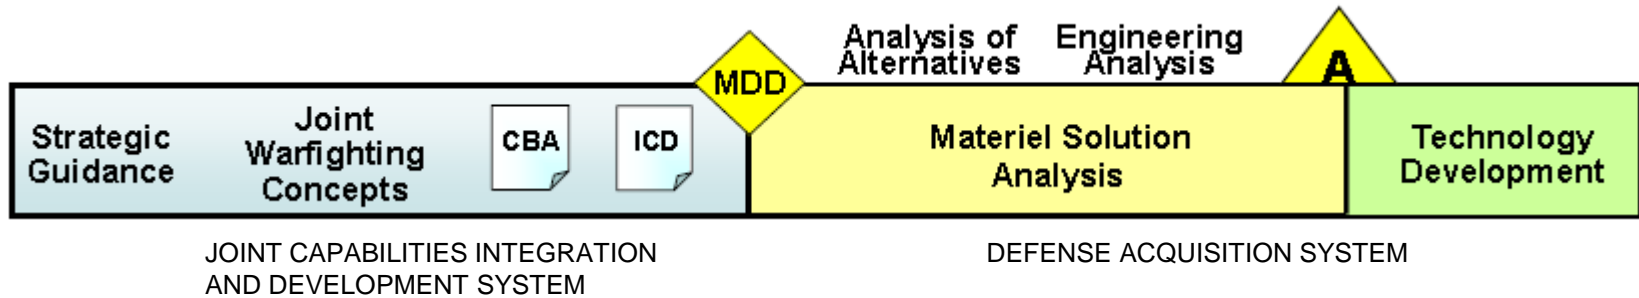 Analysis of
Alternatives
Engineering
Analysis
A
MDD
Strategic
Guidance
Joint
Warfighting
Concepts
CBA
ICD
Materiel Solution
Analysis
Technology
Development
JOINT CAPABILITIES INTEGRATION
AND DEVELOPMENT SYSTEM
DEFENSE ACQUISITION SYSTEM